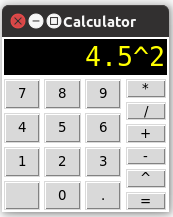 Calculator
4.5^2
7 8 9 *
/
4 5 6 +
1 2 3 -
^
0 . =